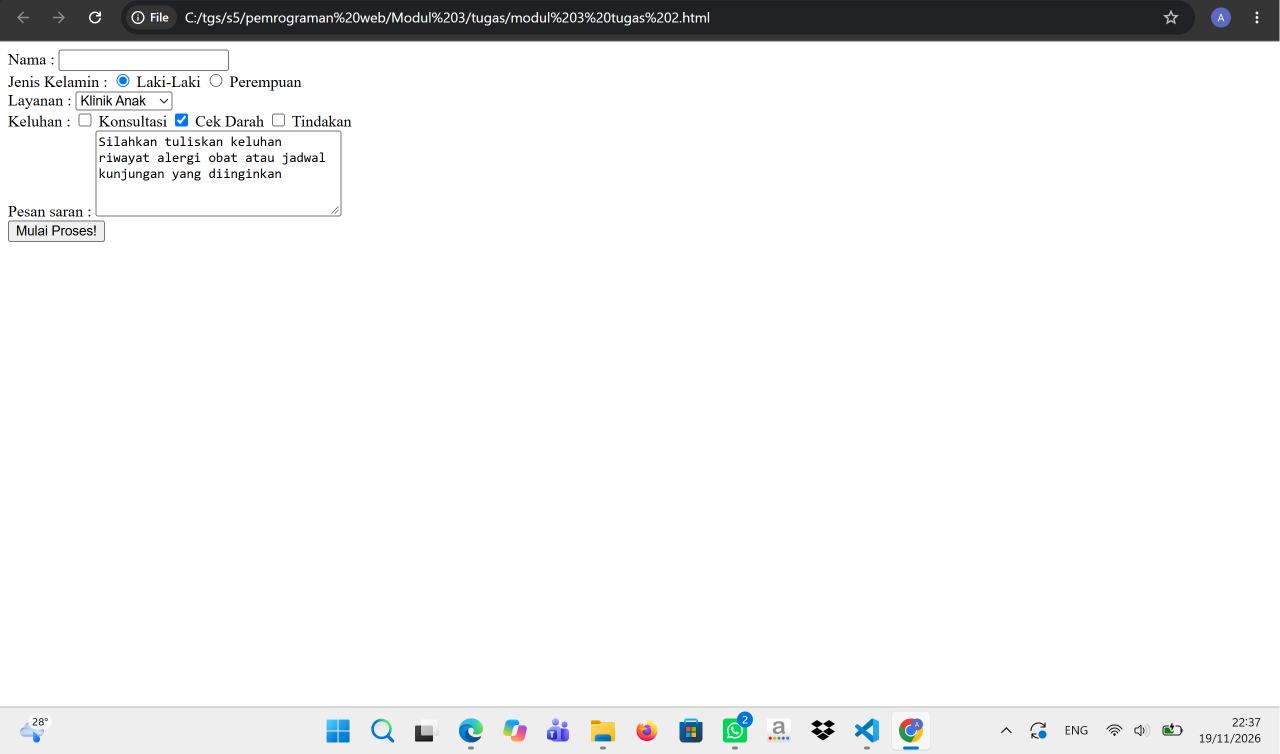 File C:/tgs/s5/pemrograman%20web/Modul%203/tugas/modul%203%20tugas%202.html A
Nama :
Jenis Kelamin : Laki-Laki Perempuan
Layanan : Klinik Anak
Keluhan : Konsultasi Cek Darah Tindakan
Silahkan tuliskan keluhan
riwayat alergi obat atau jadwal
kunjungan yang diinginkan
Pesan saran :
Mulai Proses!
28° 2 ENG 22:37
19/11/2026